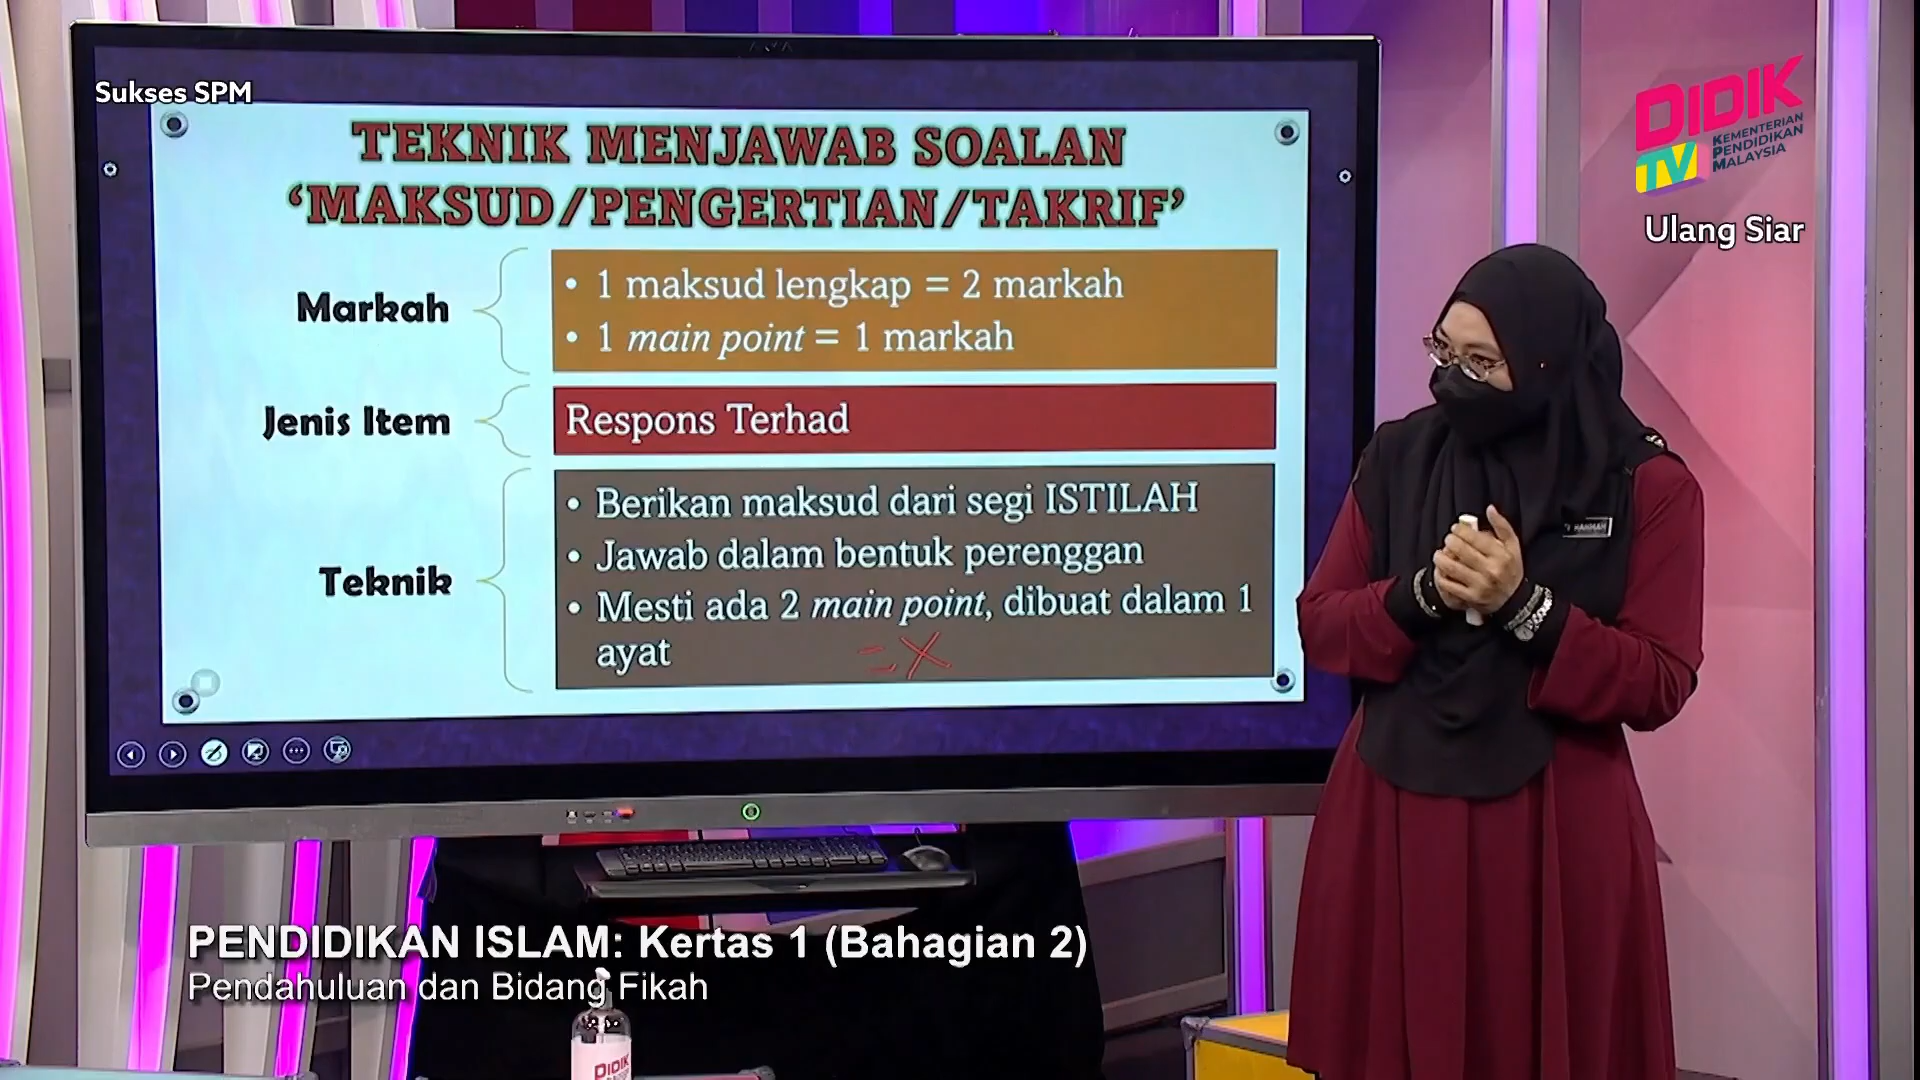 Sukses SPM
TEKNIK MENJAWAB SOALAN
‘MAKSUD/PENGERTIAN/TAKRIF’
Markah
• 1 maksud lengkap = 2 markah
• 1 main point = 1 markah
Jenis Item
Respons Terhad
Teknik
• Berikan maksud dari segi ISTILAH
• Jawab dalam bentuk perenggan
• Mesti ada 2 main point, dibuat dalam 1
ayat
= X
DIDIK
TV
KEMENTERIAN
PENDIDIKAN
MALAYSIA
Ulang Siar
PENDIDIKAN ISLAM: Kertas 1 (Bahagian 2)
Pendahuluan dan Bidang Fikah
DIDIK